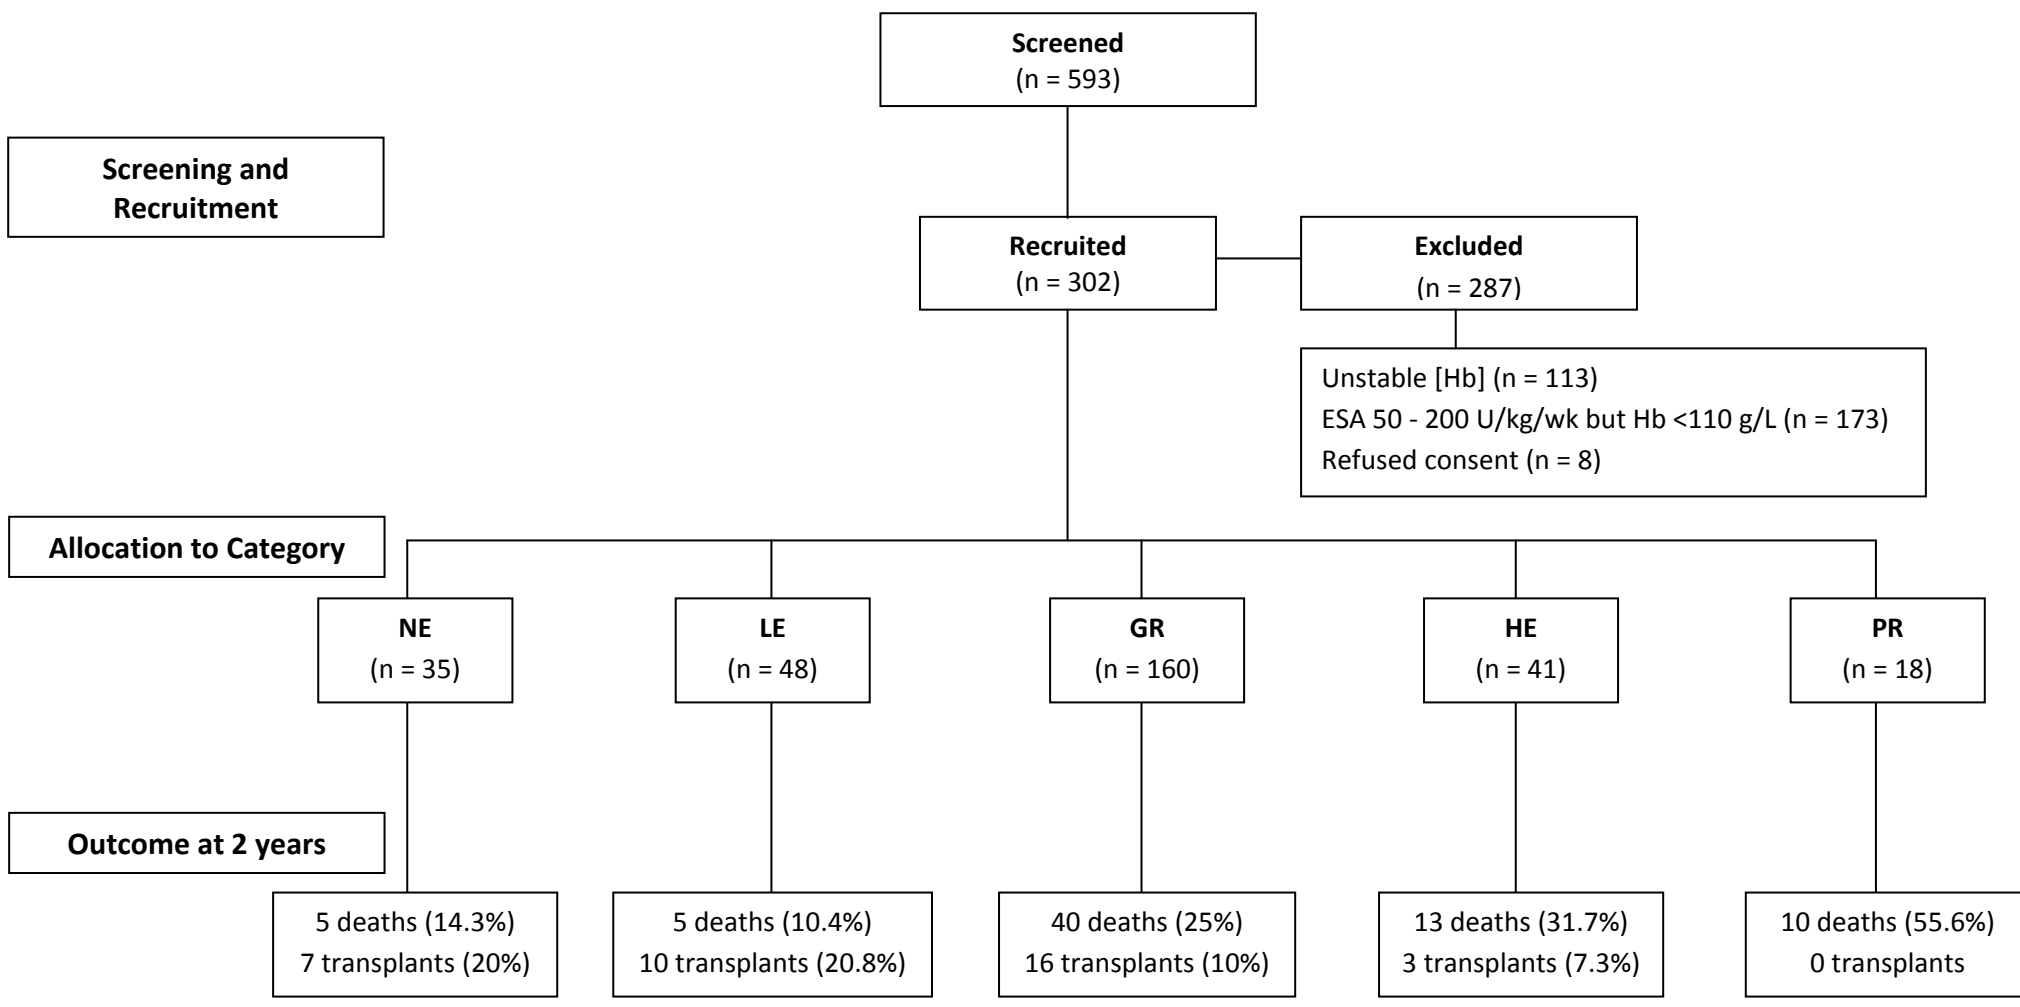 Screened
(n = 593)
Screening and
Recruitment
Recruited
(n = 302)
Excluded
(n = 287)
Unstable [Hb] (n = 113)
ESA 50 - 200 U/kg/wk but Hb <110 g/L (n = 173)
Refused consent (n = 8)
Allocation to Category
NE
(n = 35)
LE
(n = 48)
GR
(n = 160)
HE
(n = 41)
PR
(n = 18)
Outcome at 2 years
5 deaths (14.3%)
7 transplants (20%)
5 deaths (10.4%)
10 transplants (20.8%)
40 deaths (25%)
16 transplants (10%)
13 deaths (31.7%)
3 transplants (7.3%)
10 deaths (55.6%)
0 transplants